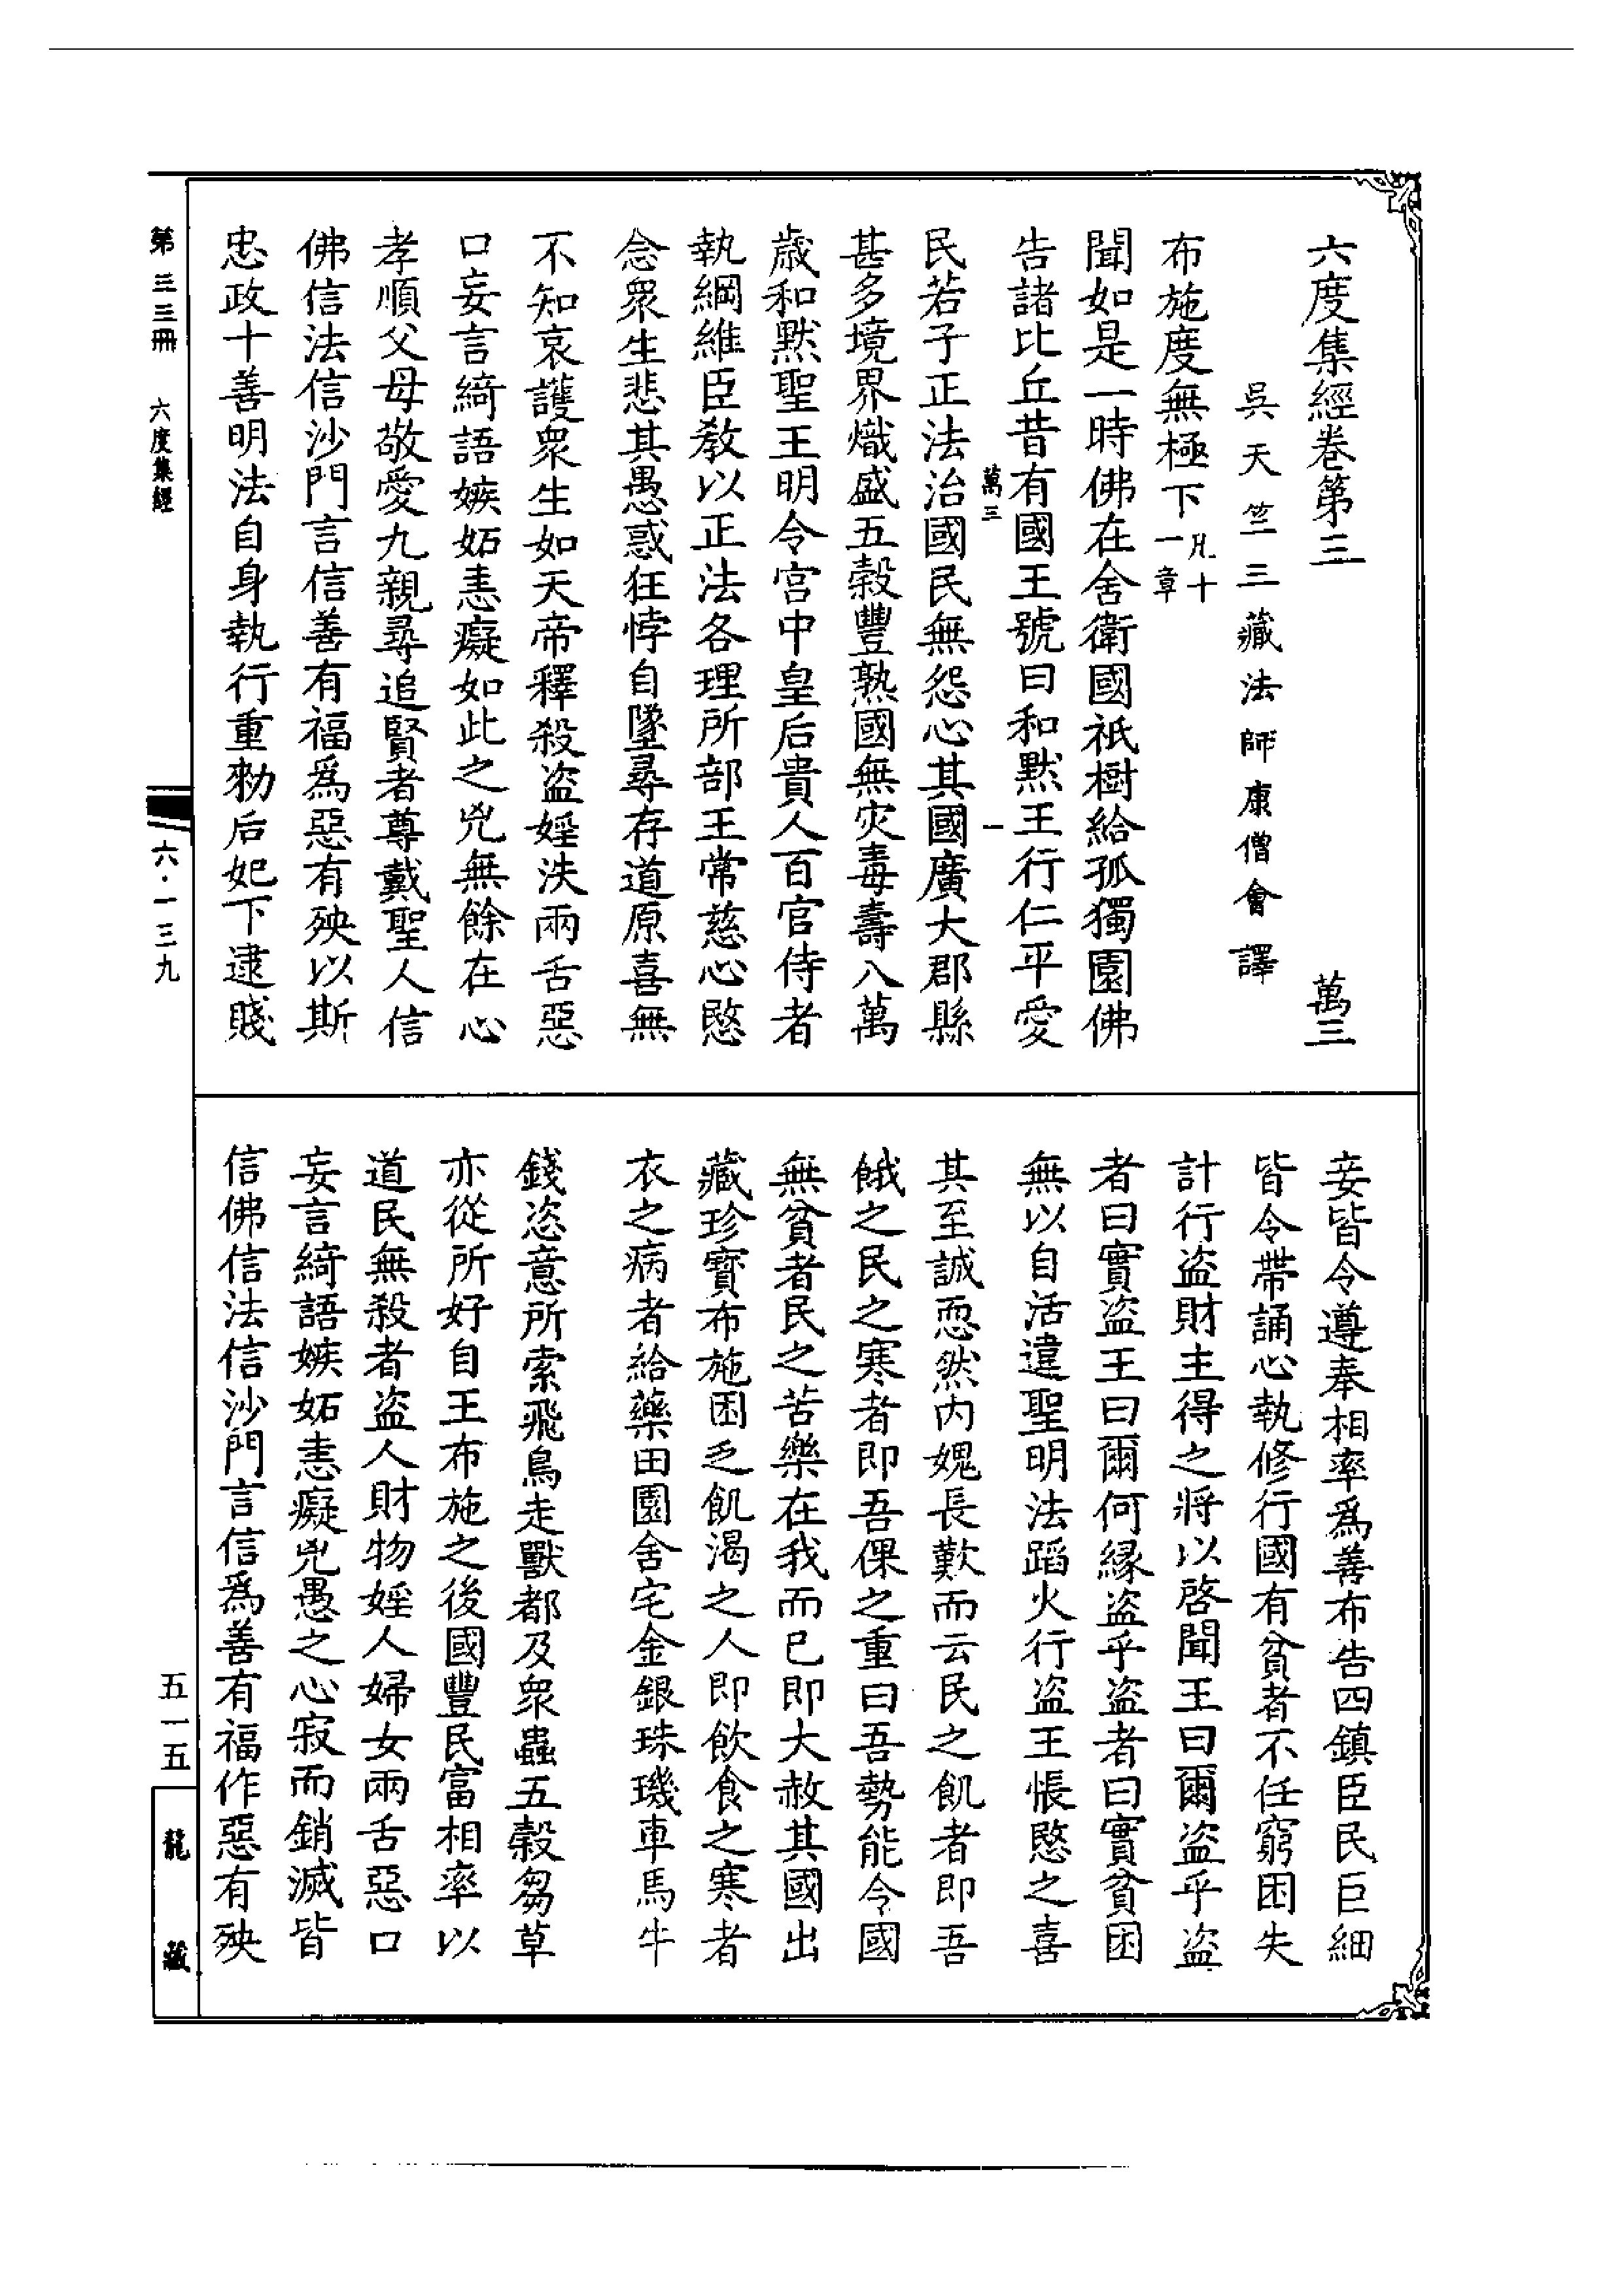 六度集經卷第三 萬三
吳天竺三藏法師康僧會譯
布施度無極下凡十一章
聞如是一時佛在舍衛國祇樹給孤獨園佛
告諸比丘昔有國王號曰和默王行仁平愛
萬三 一
民若子正法治國民無怨心其國廣大郡縣
甚多境界熾盛五穀豐熟國無灾毒壽八萬
歲和默聖王明令宮中皇后貴人百官侍者
執綱維臣教以正法各理所部王常慈心愍
念眾生悲其愚惑狂悖自墜尋存道原喜無
不知哀護眾生如天帝釋殺盜婬泆兩舌惡
口妄言綺語嫉妬恚癡如此之兇無餘在心
孝順父母敬愛九親尋追賢者尊戴聖人信
佛信法信沙門言信善有福爲惡有殃以斯
忠政十善明法自身執行重勑后妃下逮賤
妾皆令遵奉相率爲善布告四鎮臣民巨細
皆令帶誦心執修行國有貧者不任窮困失
計行盜財主得之將以啓聞王曰爾盜乎盜
者曰實盜王曰爾何緣盜乎盜者曰實貧困
無以自活違聖明法蹈火行盜王悵愍之喜
其至誠恧然內媿長歎而云民之飢者即吾
餓之民之寒者即吾倮之重曰吾勢能令國
無貧者民之苦樂在我而已即大赦其國出
藏珍寳布施困乏飢渴之人即飲食之寒者
衣之病者給藥田園舍宅金銀珠璣車馬牛
錢恣意所索飛鳥走獸都及眾蟲五穀芻草
亦從所好自王布施之後國豐民富相率以
道民無殺者盜人財物婬人婦女兩舌惡口
妄言綺語嫉妬恚癡兇愚之心寂而銷滅皆
信佛信法信沙門言信爲善有福作惡有殃
第三三冊 六度集經
六·一三九
五一五
龍藏